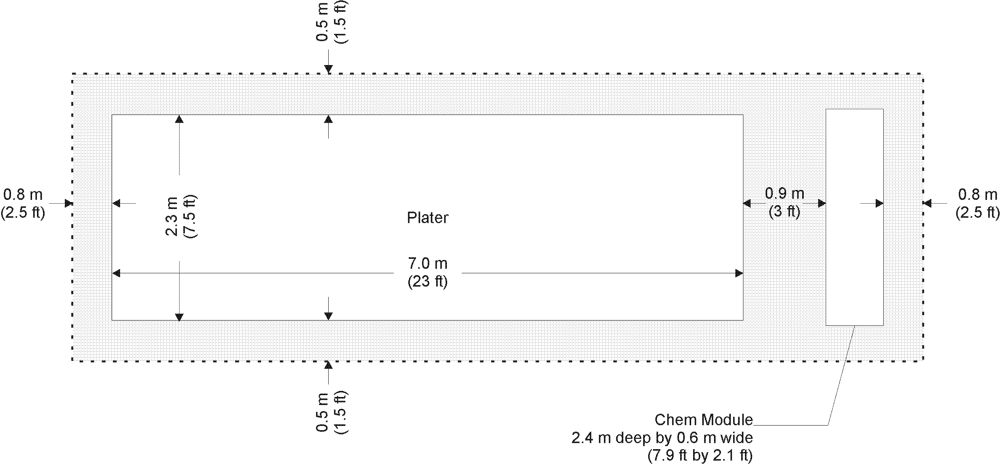 0.5 m
(1.5 ft)
0.8 m
(2.5 ft)
2.3 m
(7.5 ft)
Plater
0.9 m
(3 ft)
0.8 m
(2.5 ft)
7.0 m
(23 ft)
0.5 m
(1.5 ft)
Chem Module
2.4 m deep by 0.6 m wide
(7.9 ft by 2.1 ft)